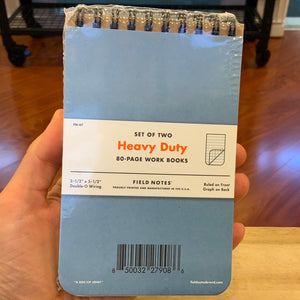 FN-37
SET OF TWO
Heavy Duty
80-PAGE WORK BOOKS
3-1/2" × 5-1/2"
Double-O Wiring
FIELD NOTES
PROUDLY PRINTED AND MANUFACTURED IN THE U.S.A.
Ruled on Front
Graph on Back
8 50032 27908 6
fieldnotesbrand.com